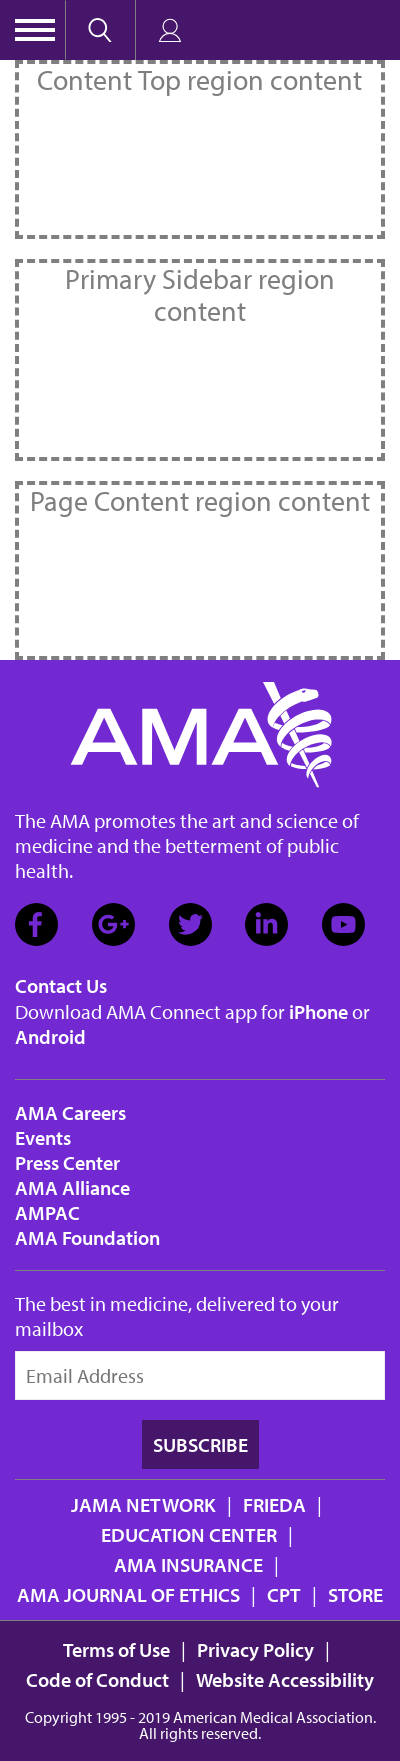 Content Top region content
Primary Sidebar region
content
Page Content region content
AMA
The AMA promotes the art and science of
medicine and the betterment of public
health.
Contact Us
Download AMA Connect app for iPhone or
Android
AMA Careers
Events
Press Center
AMA Alliance
AMPAC
AMA Foundation
The best in medicine, delivered to your
mailbox
Email Address
SUBSCRIBE
JAMA NETWORK | FRIEDA |
EDUCATION CENTER |
AMA INSURANCE |
AMA JOURNAL OF ETHICS | CPT | STORE
Terms of Use | Privacy Policy |
Code of Conduct | Website Accessibility
Copyright 1995 - 2019 American Medical Association.
All rights reserved.